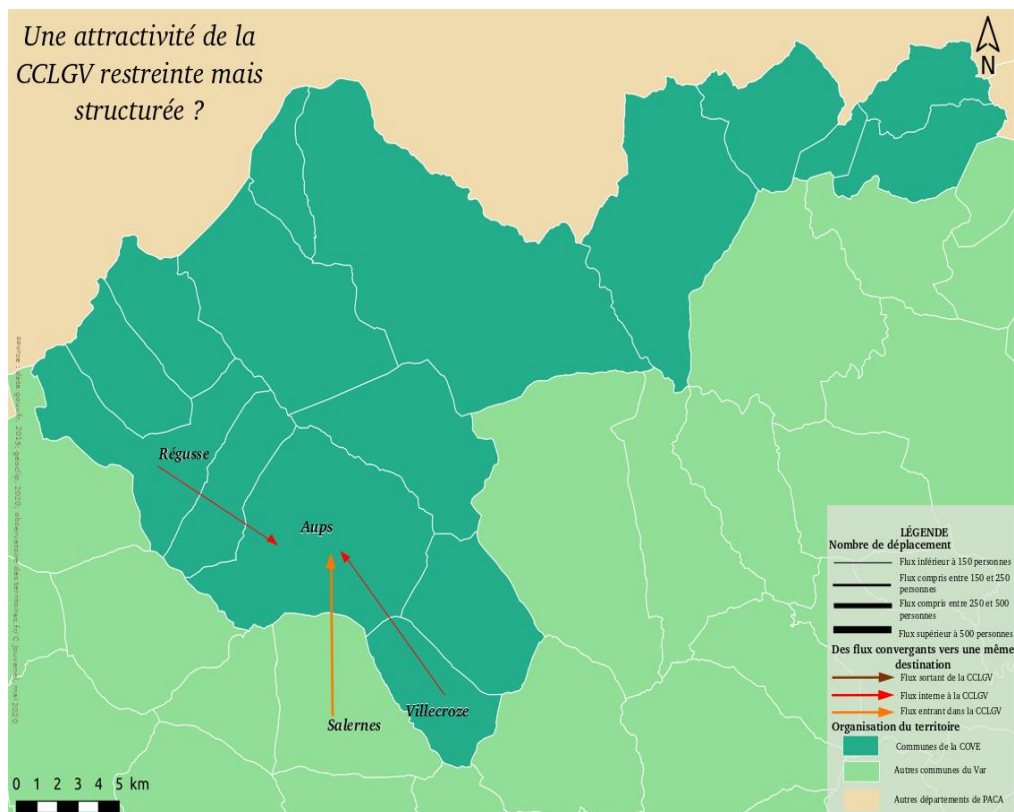 Une attractivité de la
CCLGV restreinte mais
structurée ?
N
Régusse
Aups
Salernes
Villecroze
0 1 2 3 4 5 km
LÉGENDE
Nombre de déplacement
Flux inférieur à 150 personnes
Flux compris entre 150 et 250
personnes
Flux compris entre 250 et 500
personnes
Flux supérieur à 500 personnes
Des flux convergants vers une même
destination
Flux sortant de la CCLGV
Flux interne à la CCLGV
Flux entrant dans la CCLGV
Organisation du territoire
Communes de la COVE
Autres communes du Var
Autres départements de PACA